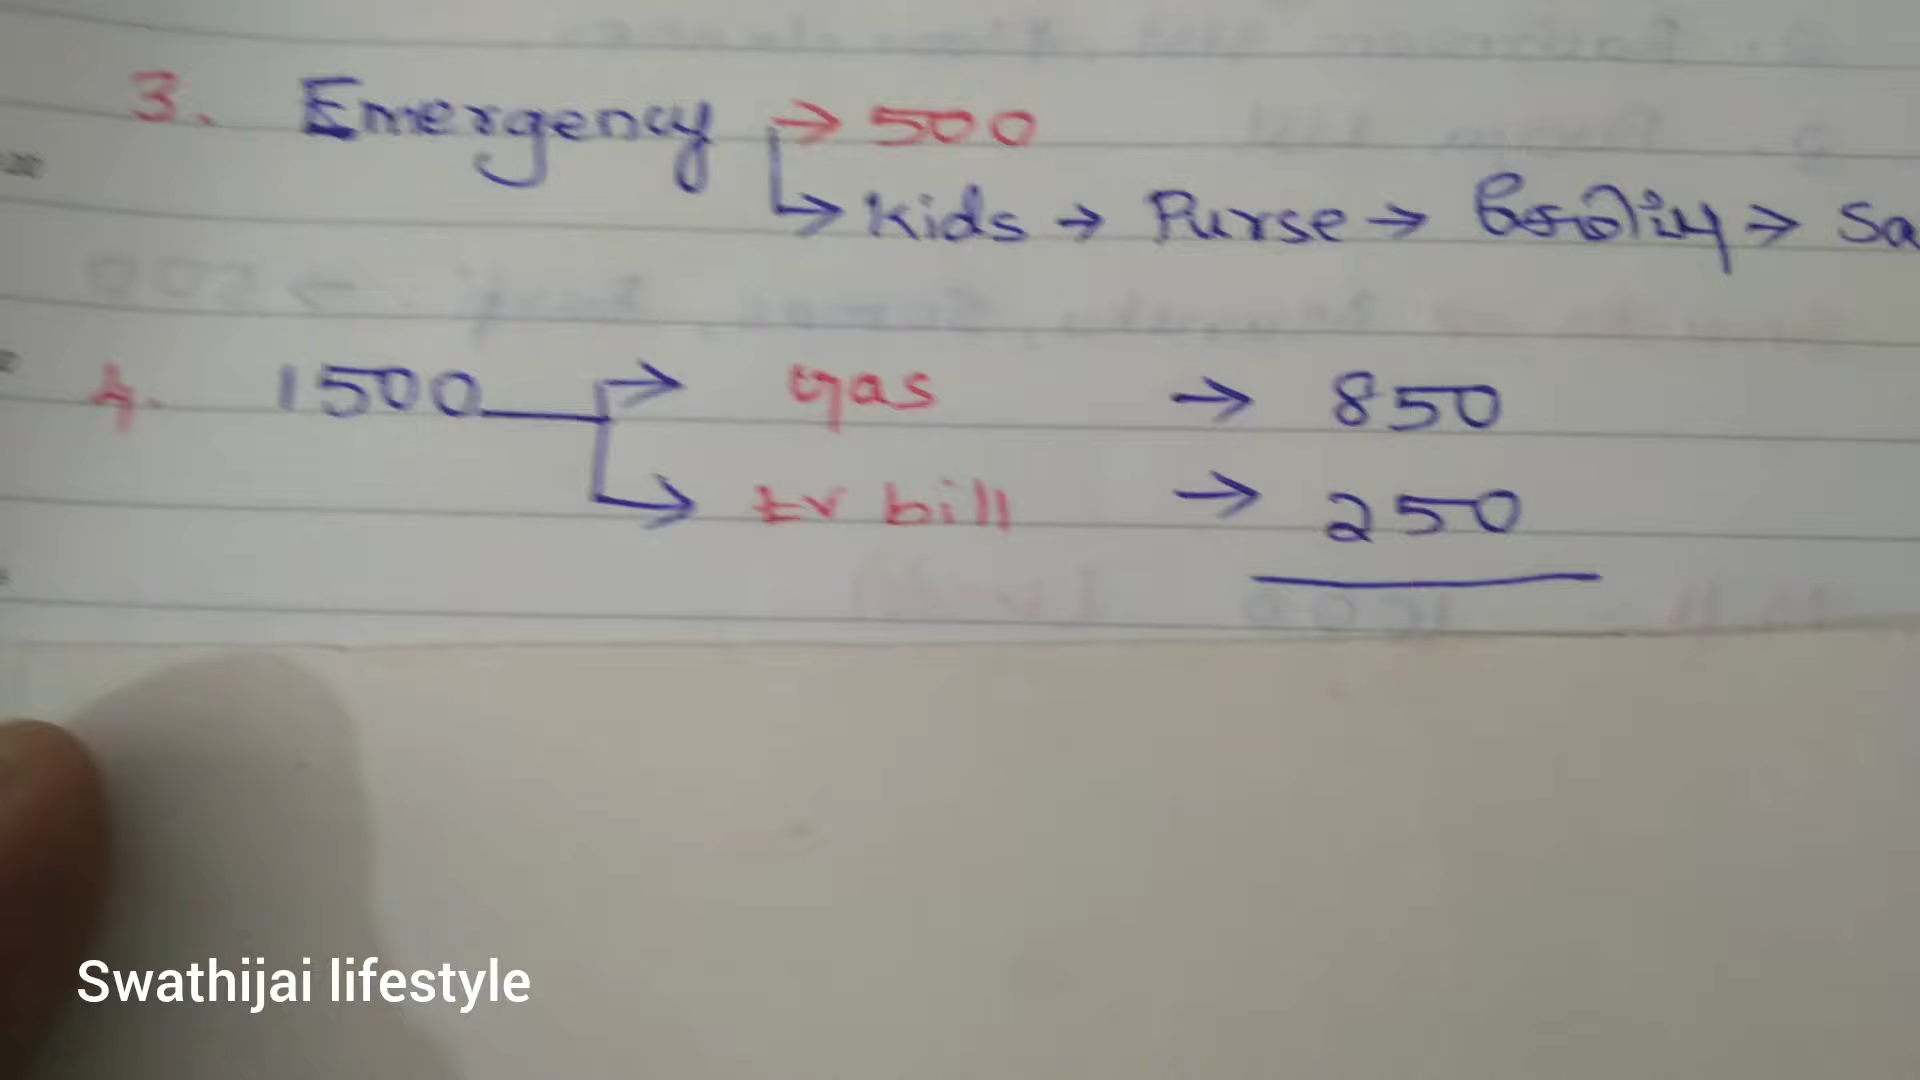 3. Emergency → 500
↳ Kids → Purse → சேமிப்பு → Sa
4. 1500 → gas → 850
→ tv bill → 250
Swathijai lifestyle